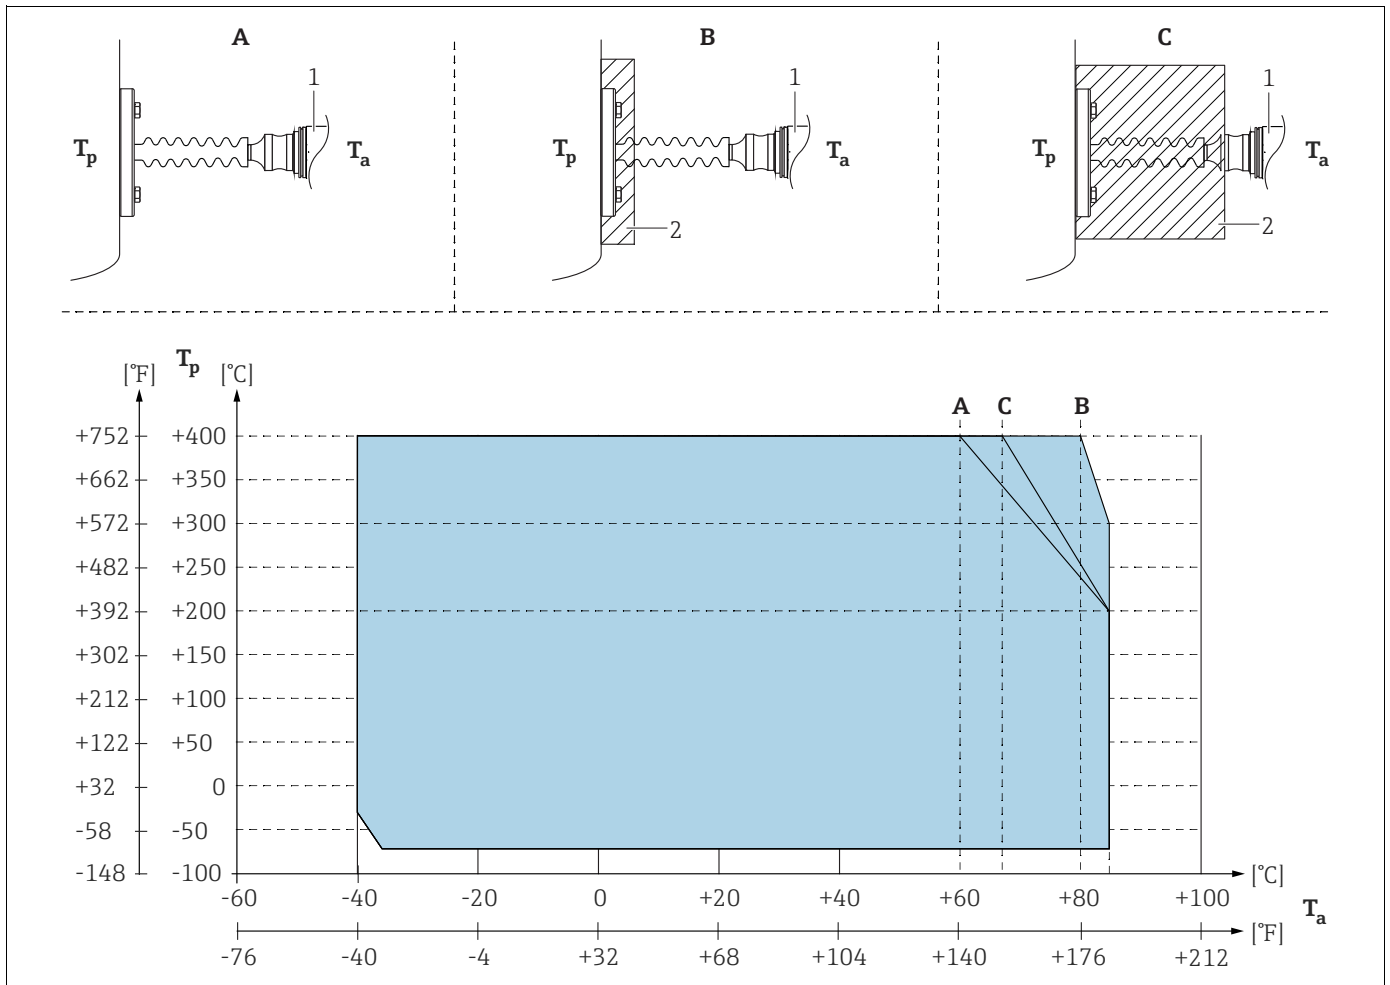 A B C
1 1 1
Tp Ta Tp Ta Tp Ta
2 2
Tp
[°F] [°C]
A C B
+752 +400
+662 +350
+572 +300
+482 +250
+392 +200
+302 +150
+212 +100
+122 +50
+32 0
-58 -50
-148 -100
[°C]
-60 -40 -20 0 +20 +40 +60 +80 +100
Ta
[°F]
-76 -40 -4 +32 +68 +104 +140 +176 +212